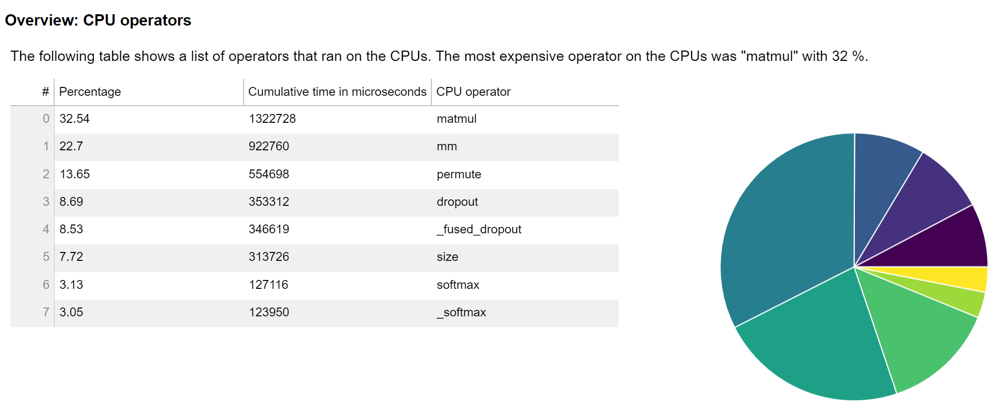 Overview: CPU operators
The following table shows a list of operators that ran on the CPUs. The most expensive operator on the CPUs was "matmul" with 32 %.
# Percentage Cumulative time in microseconds CPU operator
0 32.54 1322728 matmul
1 22.7 922760 mm
2 13.65 554698 permute
3 8.69 353312 dropout
4 8.53 346619 _fused_dropout
5 7.72 313726 size
6 3.13 127116 softmax
7 3.05 123950 _softmax